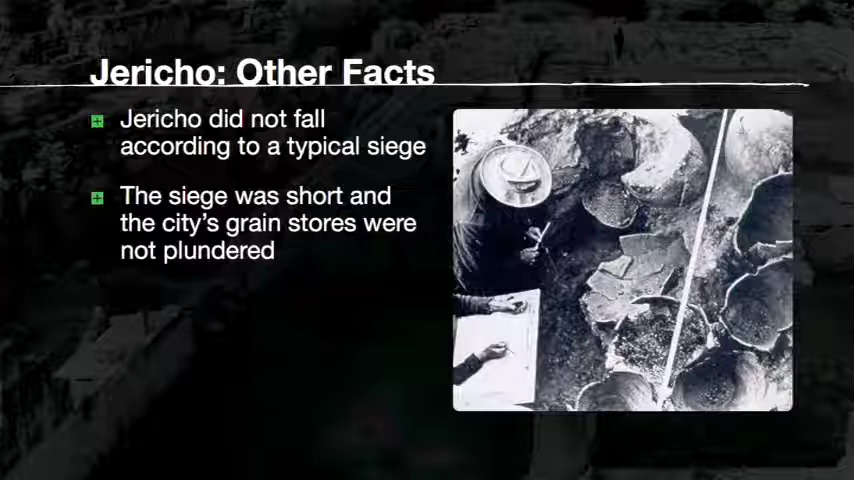 Jericho: Other Facts
Jericho did not fall
according to a typical siege
The siege was short and
the city’s grain stores were
not plundered